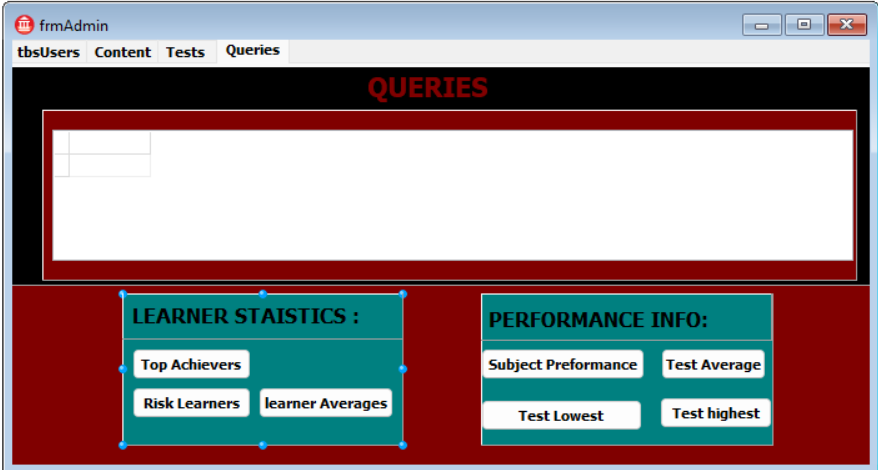 frmAdmin
tbsUsers Content Tests Queries
QUERIES
LEARNER STAISTICS :
Top Achievers
Risk Learners learner Averages
PERFORMANCE INFO:
Subject Preformance Test Average
Test Lowest Test highest